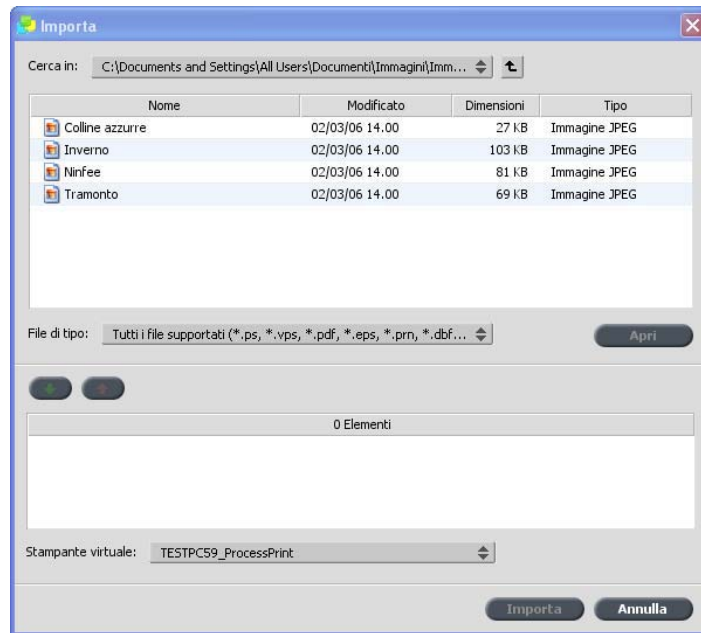 Importa
Cerca in: C:\Documents and Settings\All Users\Documenti\Immagini\Imm...
Nome Modificato Dimensioni Tipo
Colline azzurre 02/03/06 14.00 27 KB Immagine JPEG
Inverno 02/03/06 14.00 103 KB Immagine JPEG
Ninfee 02/03/06 14.00 81 KB Immagine JPEG
Tramonto 02/03/06 14.00 69 KB Immagine JPEG
File di tipo: Tutti i file supportati (*.ps, *.vps, *.pdf, *.eps, *.prn, *.dbf... Apri
0 Elementi
Stampante virtuale: TESTPC59_ProcessPrint
Importa Annulla